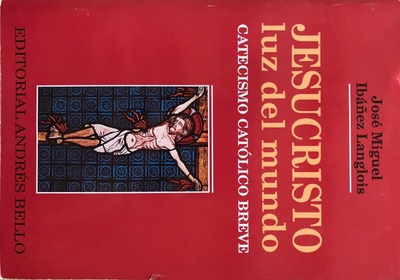 José Miguel
Ibáñez Langlois
JESUCRISTO
luz del mundo
CATECISMO CATÓLICO BREVE
EDITORIAL ANDRÉS BELLO